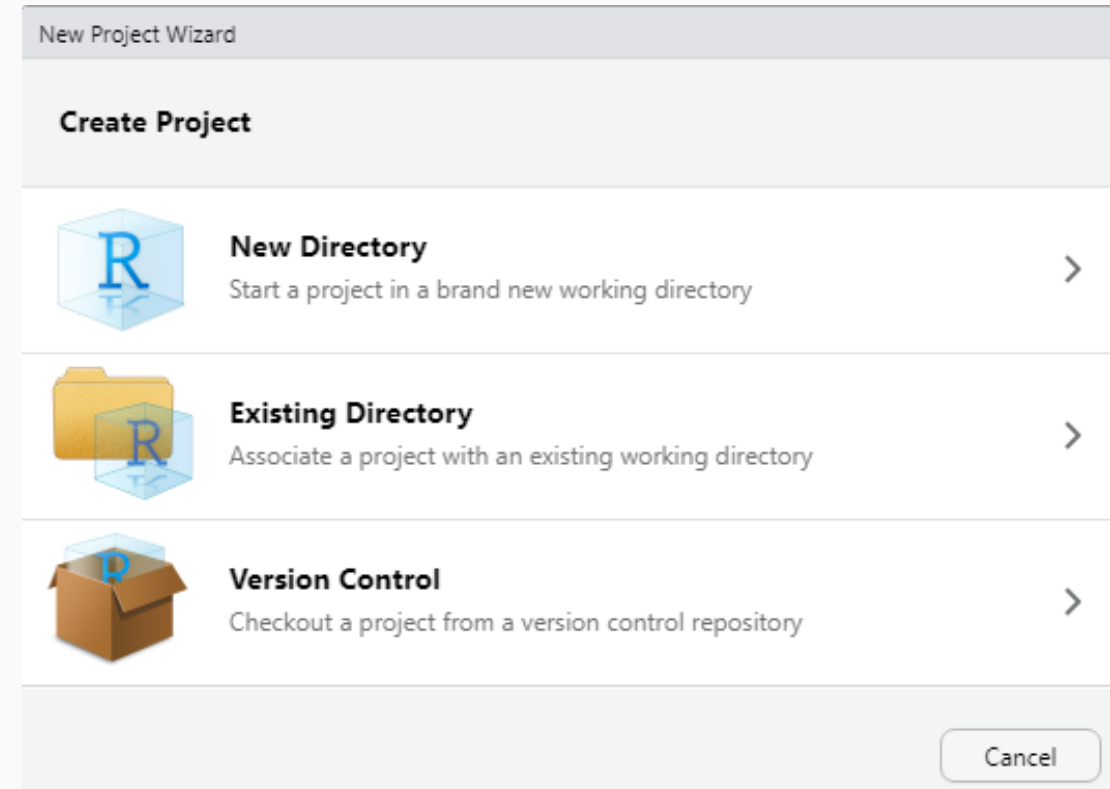 New Project Wizard
Create Project
R
New Directory
Start a project in a brand new working directory
R
Existing Directory
Associate a project with an existing working directory
R
Version Control
Checkout a project from a version control repository
Cancel